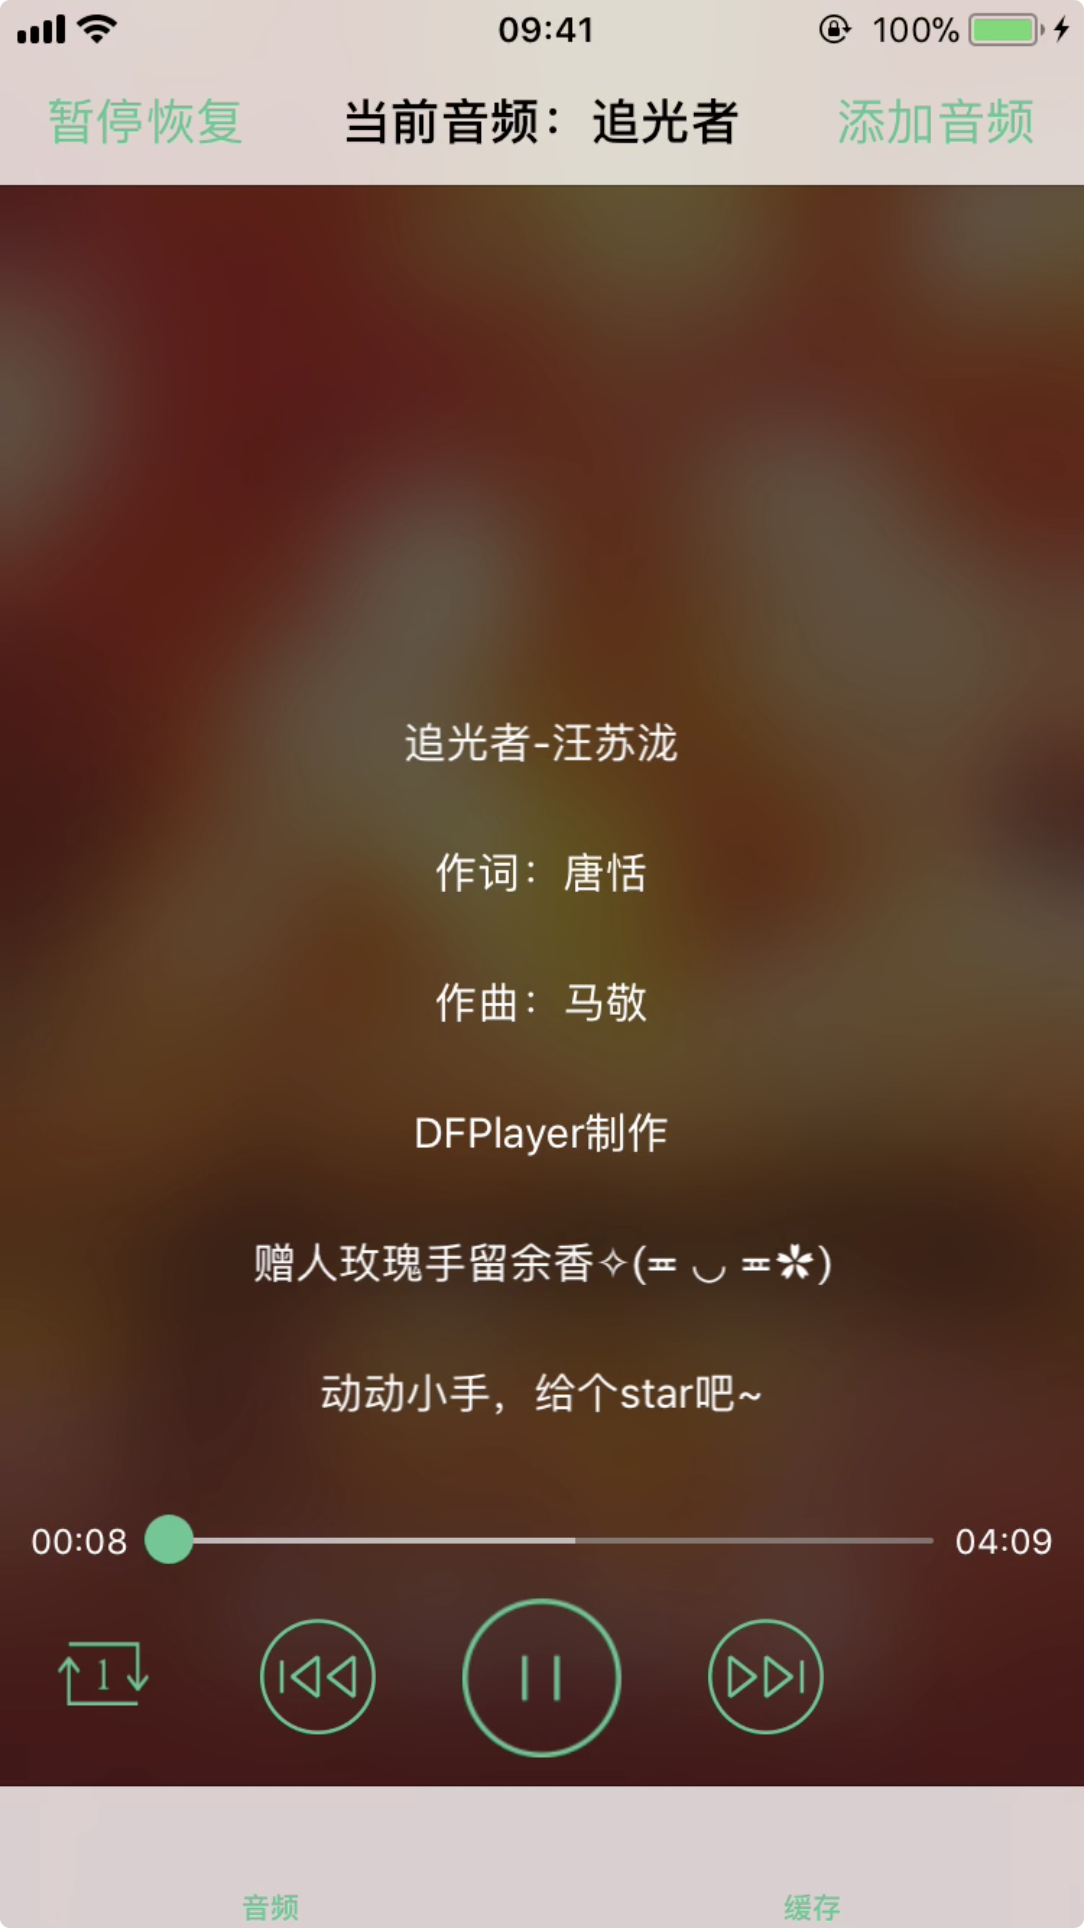 09:41
100%
暂停恢复
当前音频：追光者
添加音频
追光者-汪苏泷
作词：唐恬
作曲：马敬
DFPlayer制作
赠人玫瑰手留余香✧(≖ ◡ ≖✿)
动动小手，给个star吧~
00:08
04:09
1
音频
缓存